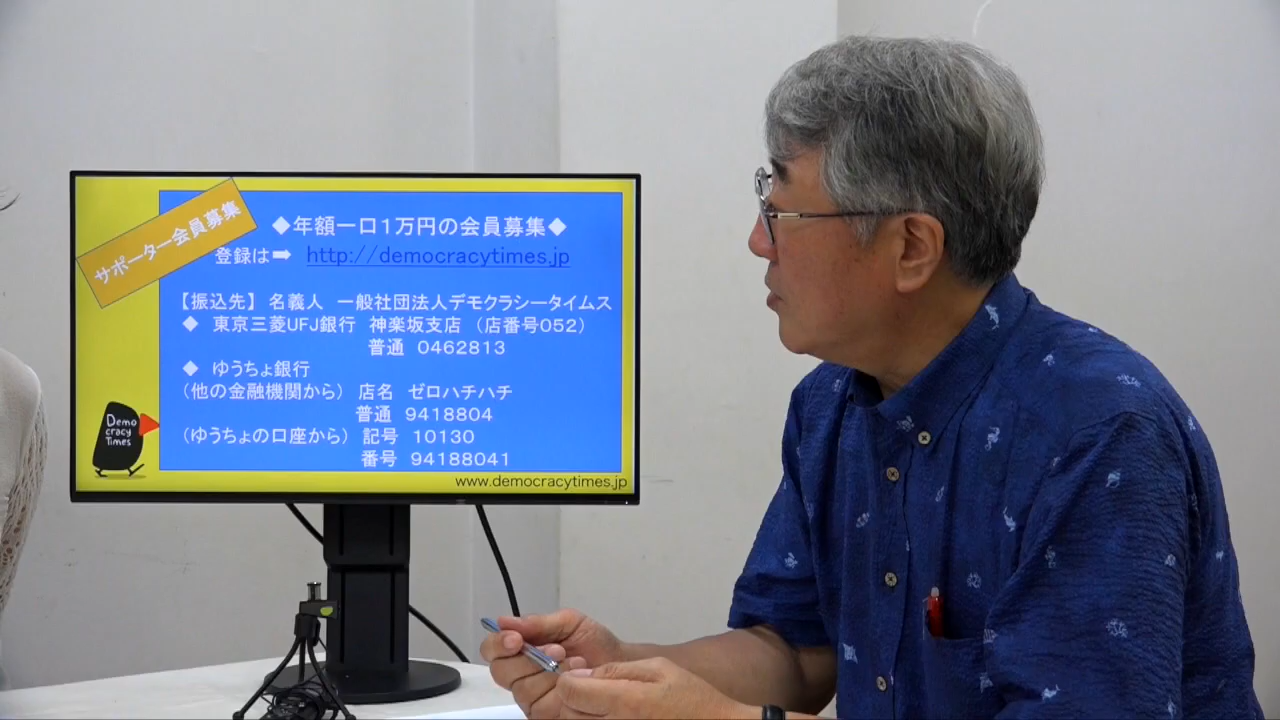 サポーター会員募集
◆年額一口１万円の会員募集◆
登録は➡ http://democracytimes.jp
【振込先】 名義人　一般社団法人デモクラシータイムス
◆　東京三菱UFJ銀行　神楽坂支店　（店番号052）
普通　0462813
◆　ゆうちょ銀行
（他の金融機関から）　店名　ゼロハチハチ
普通　9418804
（ゆうちょの口座から）　記号　10130
番号　94188041
Demo
cracy
Times
www.democracytimes.jp